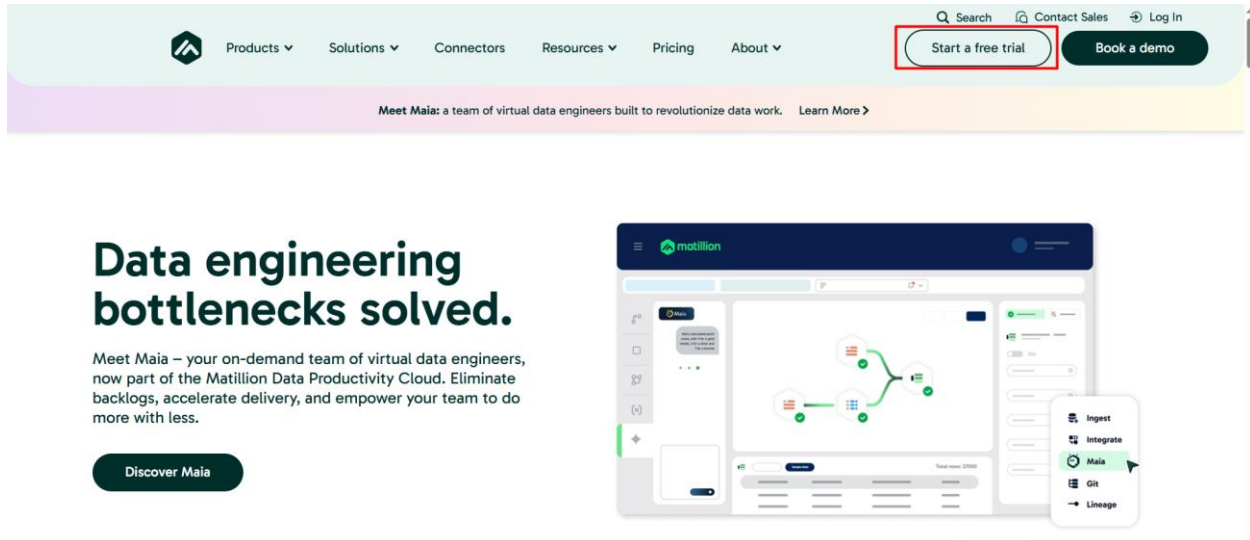 Search Contact Sales Log In
Products Solutions Connectors Resources Pricing About Start a free trial Book a demo
Meet Maia: a team of virtual data engineers built to revolutionize data work. Learn More
Data engineering
bottlenecks solved.
Meet Maia – your on-demand team of virtual data engineers,
now part of the Matillion Data Productivity Cloud. Eliminate
backlogs, accelerate delivery, and empower your team to do
more with less.
Discover Maia
matillion
Maia
Total rows: 27000
Ingest
Integrate
Maia
Git
Lineage